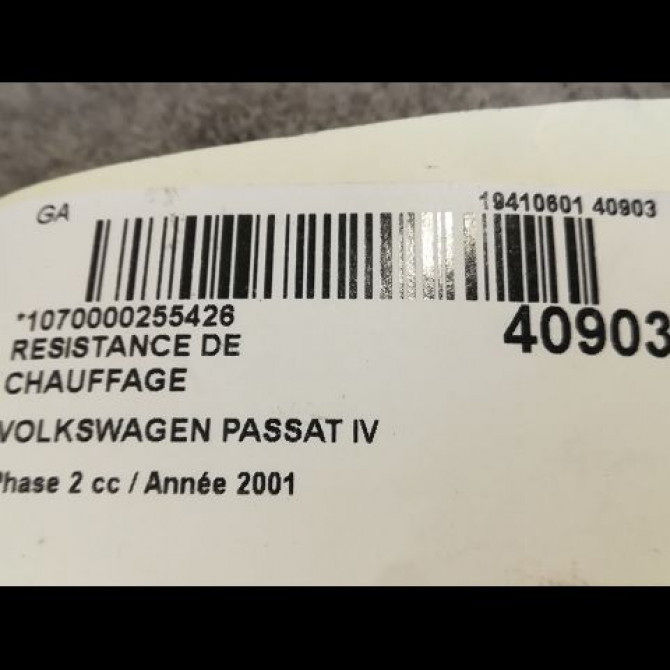 GA
19410601 40903
*1070000255426
40903
RESISTANCE DE
CHAUFFAGE
VOLKSWAGEN PASSAT IV
Phase 2 cc / Année 2001